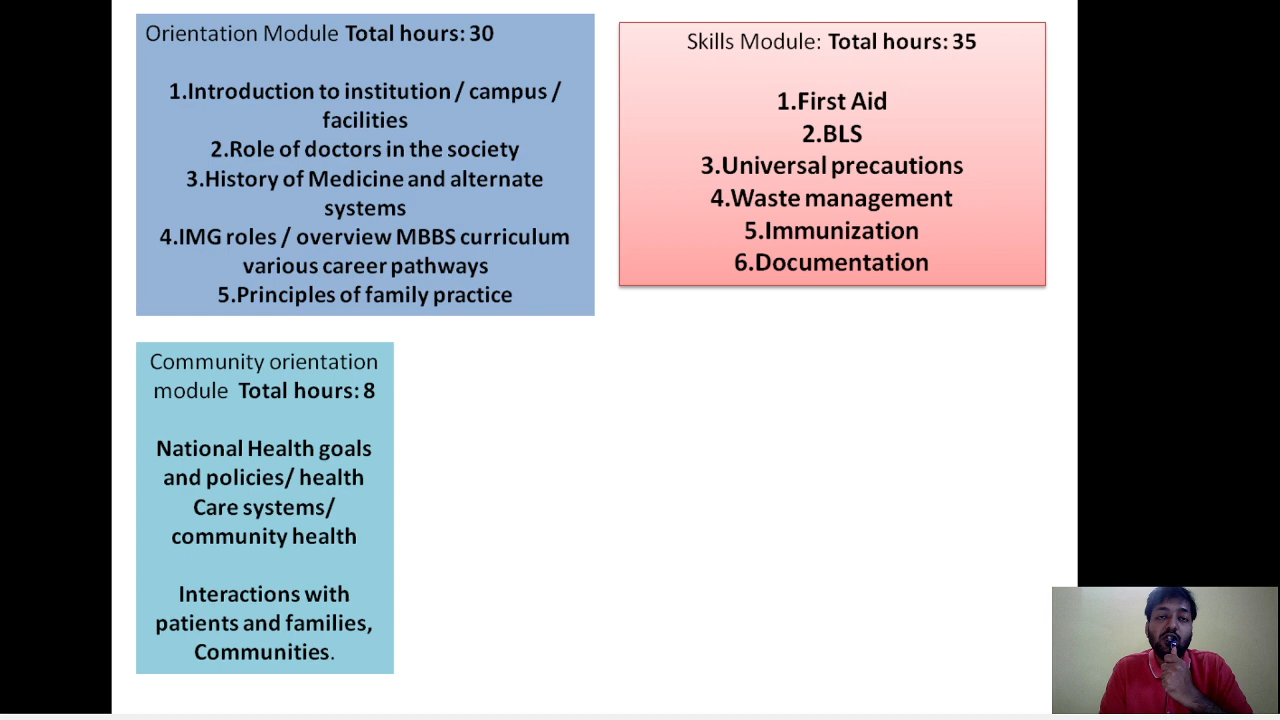 Orientation Module Total hours: 30
1.Introduction to institution / campus /
facilities
2.Role of doctors in the society
3.History of Medicine and alternate
systems
4.IMG roles / overview MBBS curriculum
various career pathways
5.Principles of family practice
Skills Module: Total hours: 35
1.First Aid
2.BLS
3.Universal precautions
4.Waste management
5.Immunization
6.Documentation
Community orientation
module Total hours: 8
National Health goals
and policies/ health
Care systems/
community health
Interactions with
patients and families,
Communities.